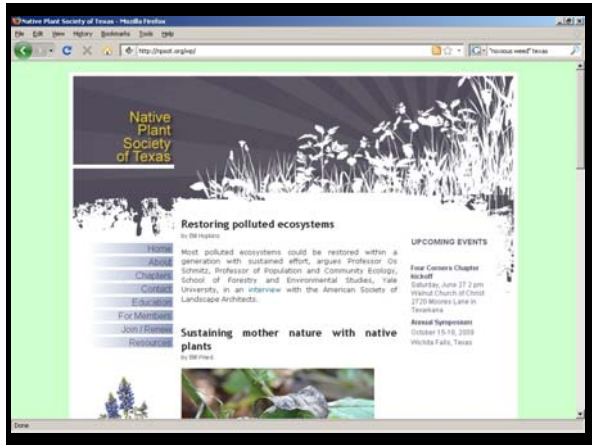 Native Plant Society of Texas - Mozilla Firefox
File Edit View History Bookmarks Tools Help
http://npsot.org/wp/
"noxious weed" texas
Native
Plant
Society
of Texas
Home
About
Chapters
Contact
Education
For Members
Join / Renew
Resources
Restoring polluted ecosystems
by Bill Hopkins
Most polluted ecosystems could be restored within a
generation with sustained effort, argues Professor Os
Schmitz, Professor of Population and Community Ecology,
School of Forestry and Environmental Studies, Yale
University, in an interview with the American Society of
Landscape Architects.
Sustaining mother nature with native
plants
by Bill
UPCOMING EVENTS
Four Corners Chapter
kickoff
Saturday, June 27 2 pm
Walnut Church of Christ
2720 Moores Lane in
Texarkana
Annual Symposium
October 15-18, 2009
Wichita Falls, Texas
Done